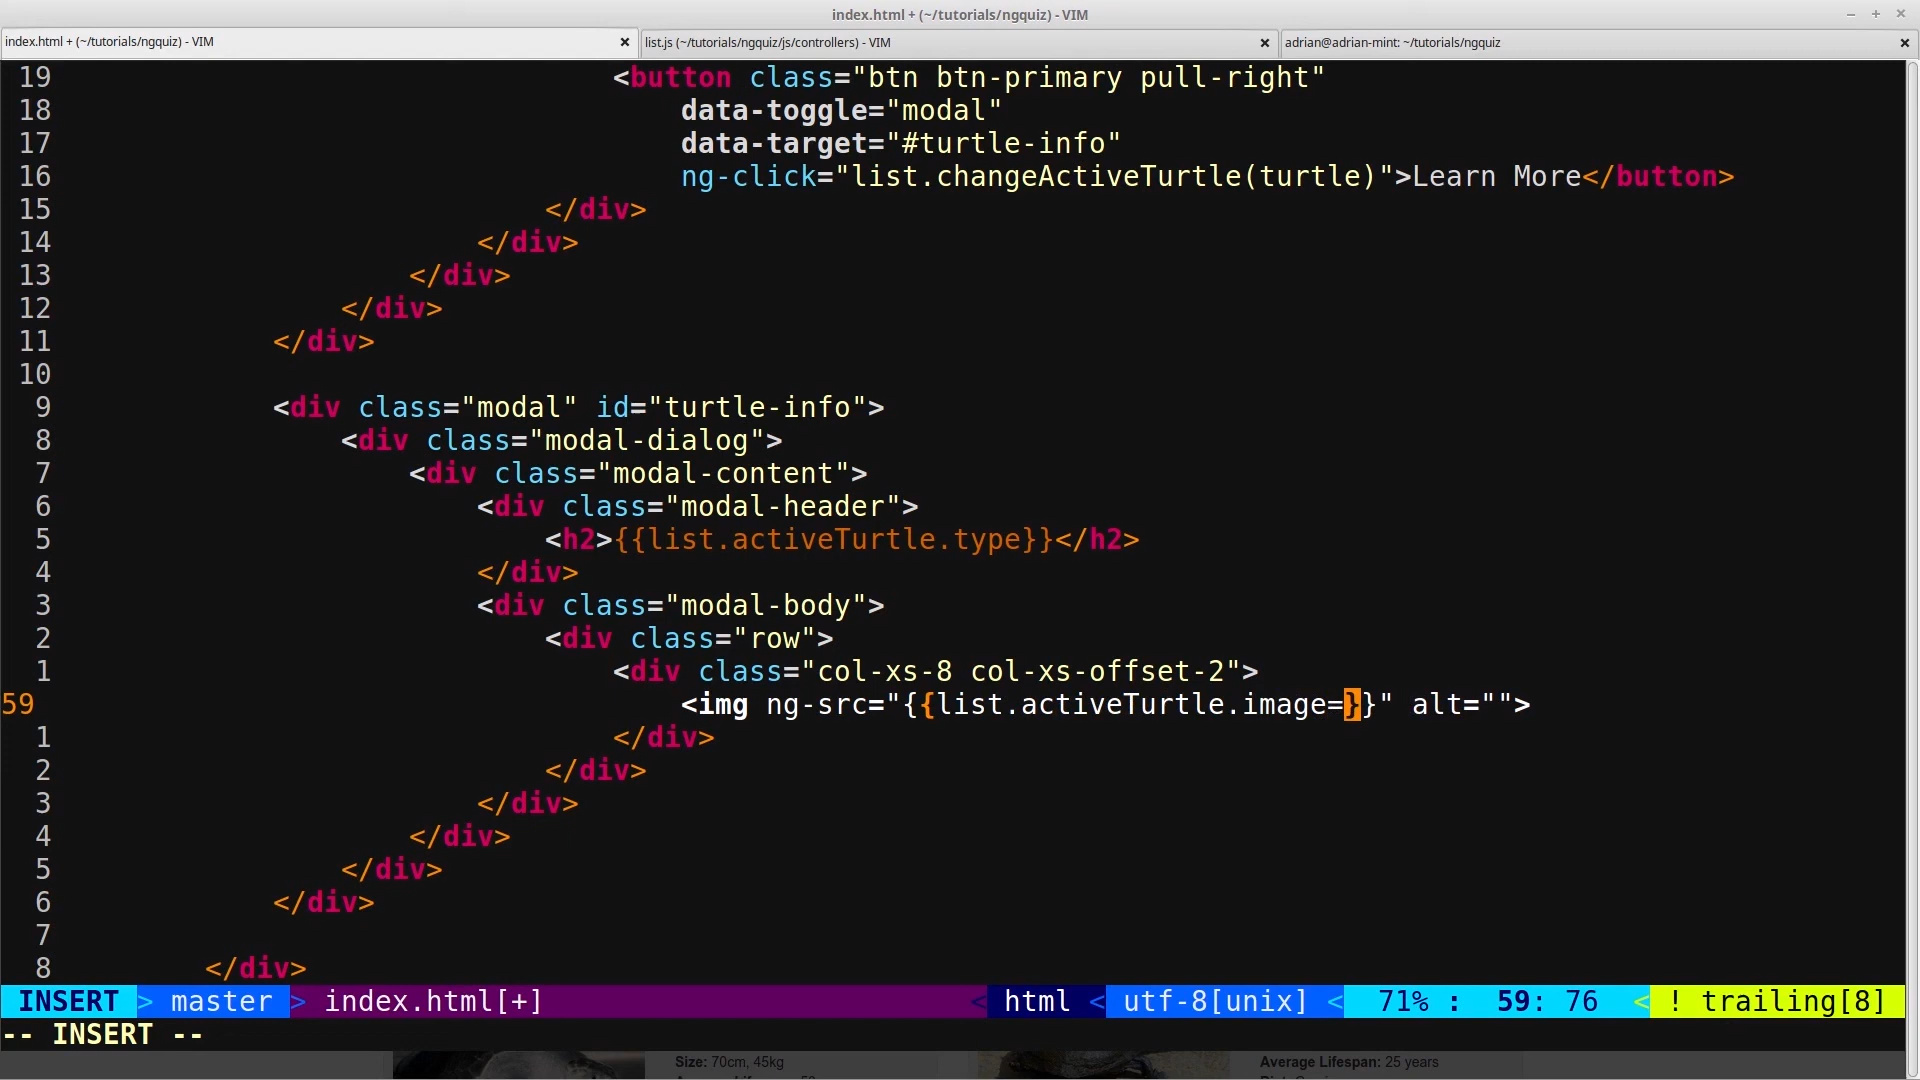 index.html + (~/tutorials/ngquiz) - VIM
index.html + (~/tutorials/ngquiz) - VIM
list.js (~/tutorials/ngquiz/js/controllers) - VIM
adrian@adrian-mint: ~/tutorials/ngquiz
19 <button class="btn btn-primary pull-right"
18 data-toggle="modal"
17 data-target="#turtle-info"
16 ng-click="list.changeActiveTurtle(turtle)">Learn More</button>
15 </div>
14 </div>
13 </div>
12 </div>
11 </div>
10
9 <div class="modal" id="turtle-info">
8 <div class="modal-dialog">
7 <div class="modal-content">
6 <div class="modal-header">
5 <h2>{{list.activeTurtle.type}}</h2>
4 </div>
3 <div class="modal-body">
2 <div class="row">
1 <div class="col-xs-8 col-xs-offset-2">
59 <img ng-src="{{list.activeTurtle.image=}}" alt="">
1 </div>
2 </div>
3 </div>
4 </div>
5 </div>
6 </div>
7
8 </div>
INSERT > master > index.html[+] < html < utf-8[unix] < 71% : 59: 76 < ! trailing[8]
-- INSERT --
Size: 70cm, 45kg
Average Lifespan: 25 years